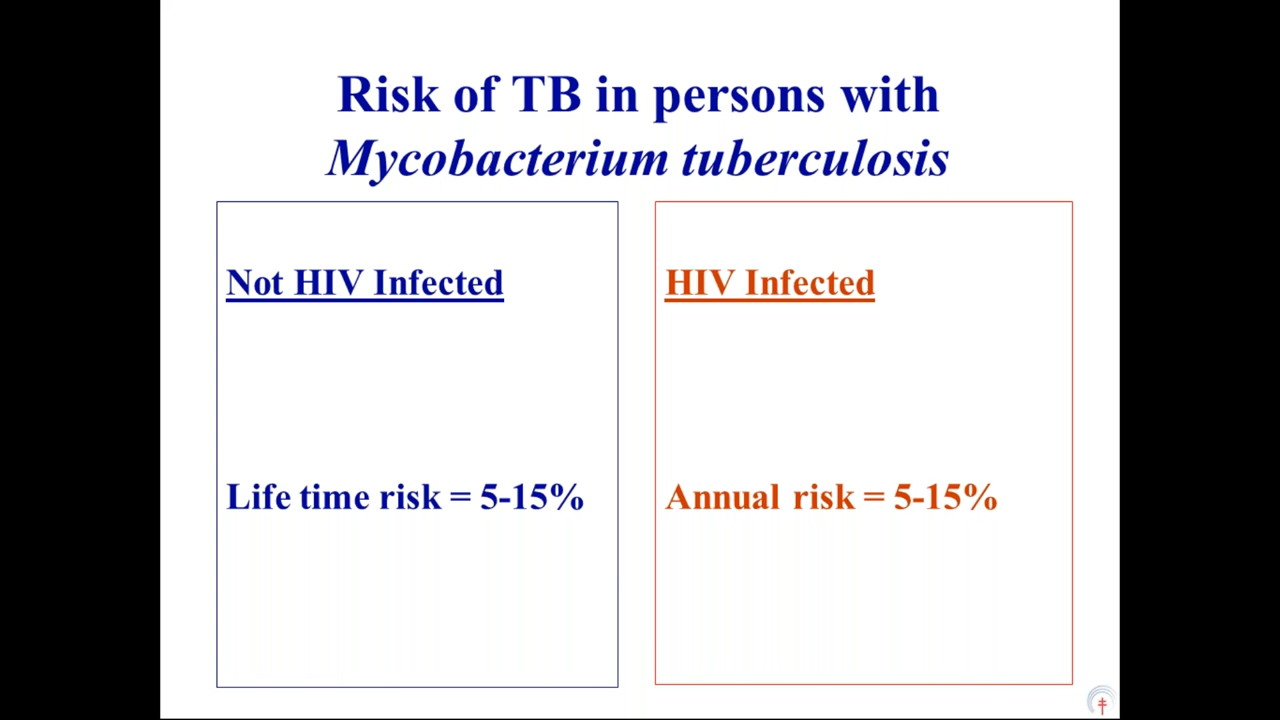 Risk of TB in persons with
Mycobacterium tuberculosis
Not HIV Infected
Life time risk = 5-15%
HIV Infected
Annual risk = 5-15%